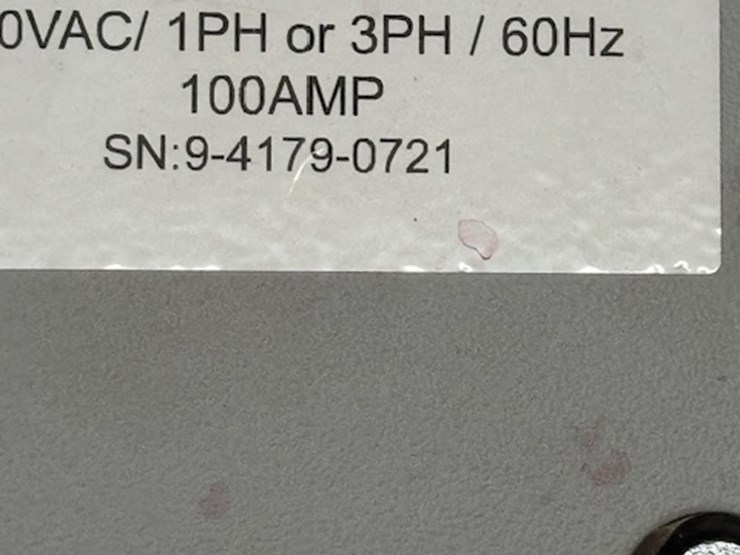 0VAC/ 1PH or 3PH / 60Hz
100AMP
SN:9-4179-0721